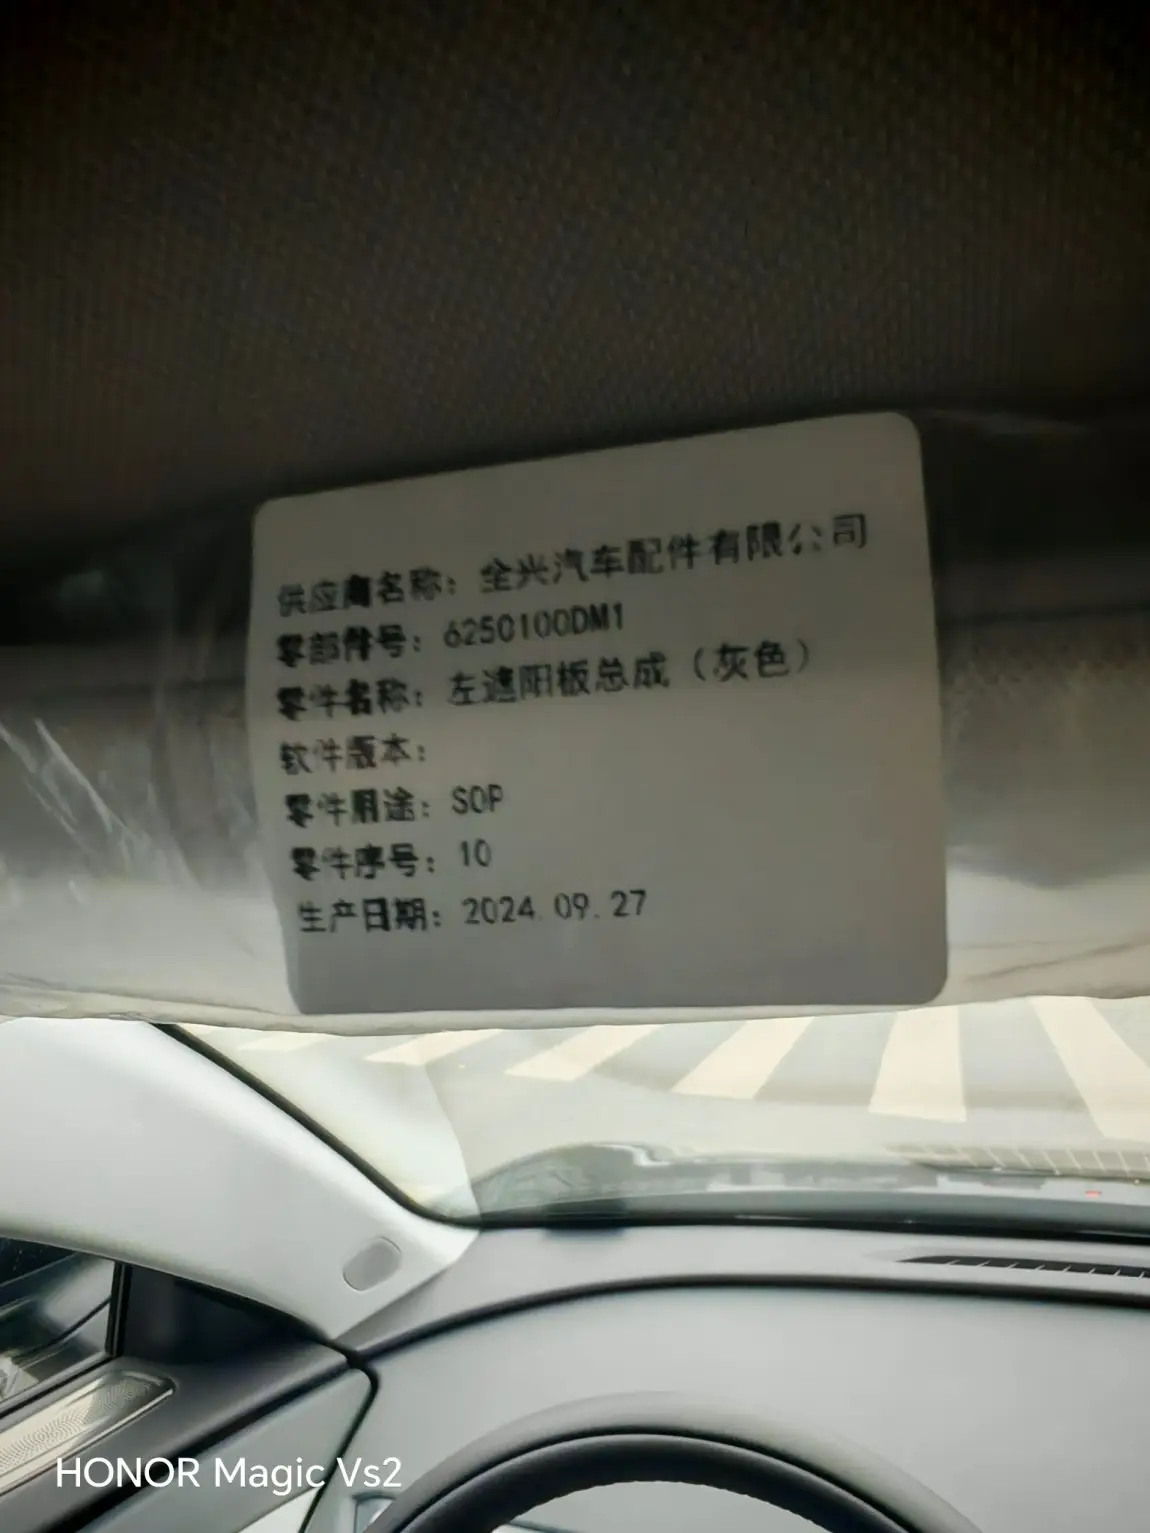 供应商名称：全兴汽车配件有限公司
零部件号：6250100DM1
零件名称：左遮阳板总成（灰色）
软件版本：
零件用途：SOP
零件序号：10
生产日期：2024.09.27
HONOR Magic Vs2